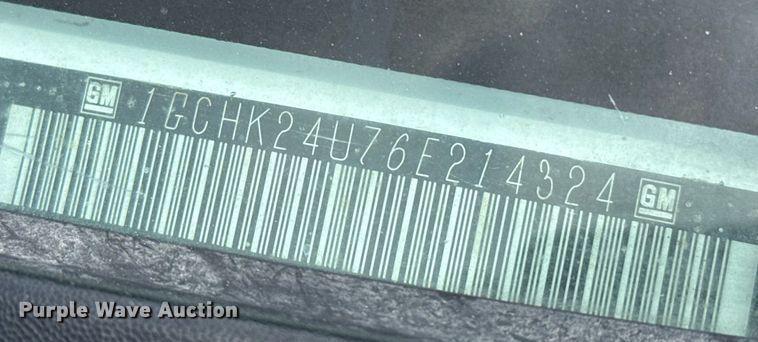 GM 1GCHK24U76E214324 GM
Purple Wave Auction